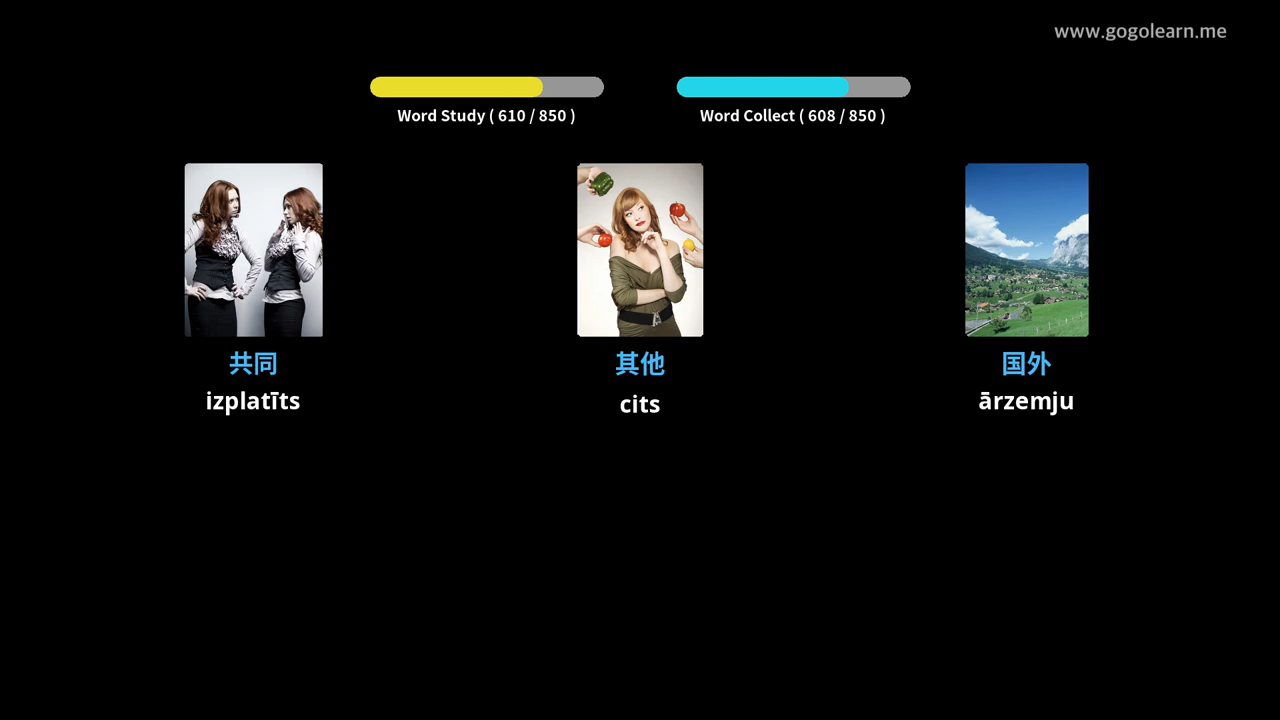 www.gogolearn.me
Word Study ( 610 / 850 )
Word Collect ( 608 / 850 )
共同
其他
国外
izplatīts
cits
ārzemju